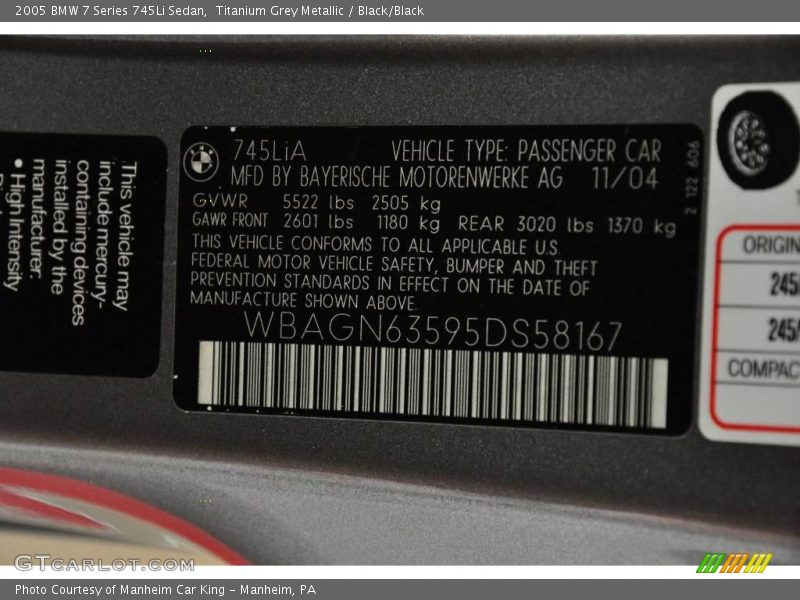 2005 BMW 7 Series 745Li Sedan, Titanium Grey Metallic / Black/Black
This vehicle may
include mercury-
containing devices
installed by the
manufacturer:
• High Intensity
745LiA VEHICLE TYPE: PASSENGER CAR
MFD BY BAYERISCHE MOTORENWERKE AG 11/04
GVWR 5522 lbs 2505 kg
GAWR FRONT 2601 lbs 1180 kg REAR 3020 lbs 1370 kg
THIS VEHICLE CONFORMS TO ALL APPLICABLE U.S.
FEDERAL MOTOR VEHICLE SAFETY, BUMPER AND THEFT
PREVENTION STANDARDS IN EFFECT ON THE DATE OF
MANUFACTURE SHOWN ABOVE.
WBAGN63595DS58167
2 122 606
ORIGIN
245
245/
COMPAC
GTCARLOT.COM
Photo Courtesy of Manheim Car King - Manheim, PA